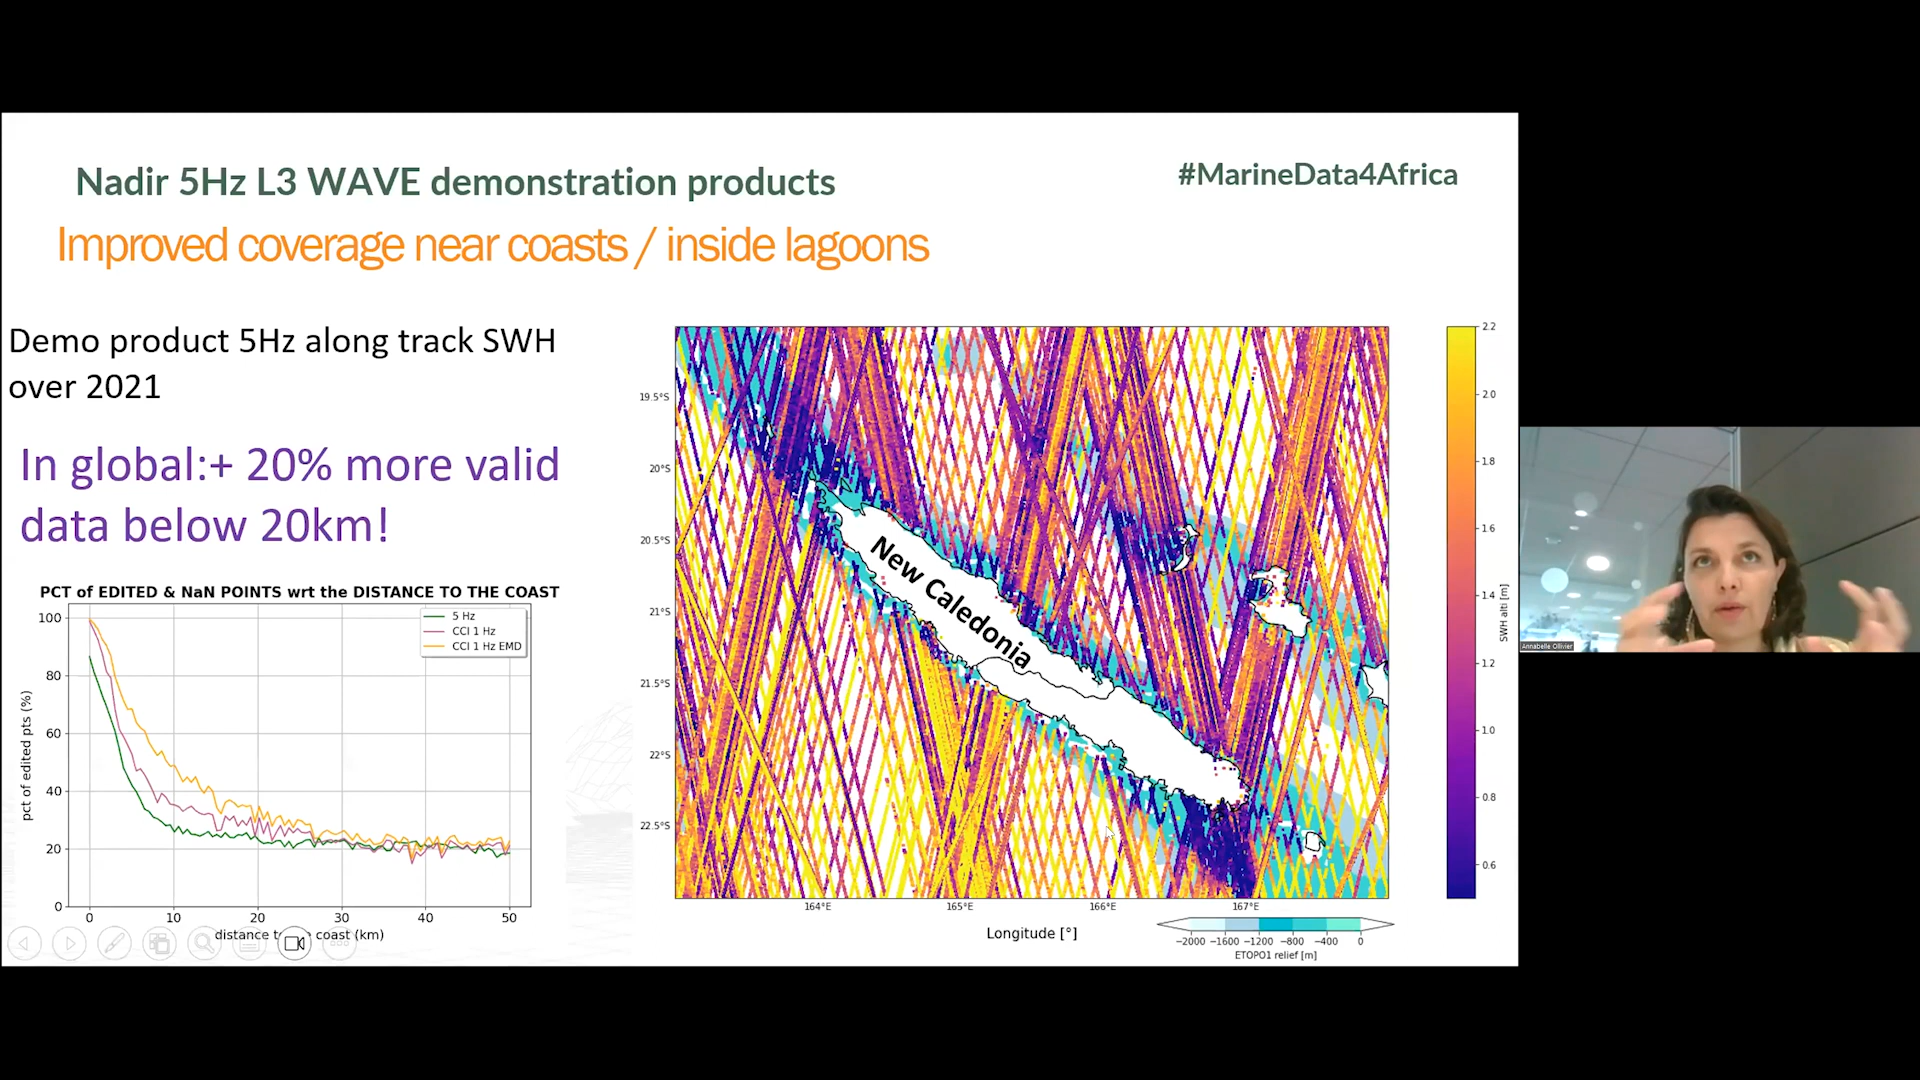 Nadir 5Hz L3 WAVE demonstration products
#MarineData4Africa
Improved coverage near coasts / inside lagoons
Demo product 5Hz along track SWH
over 2021
In global:+ 20% more valid
data below 20km!
PCT of EDITED & NaN POINTS wrt the DISTANCE TO THE COAST
5 Hz
CCI 1 Hz
CCI 1 Hz EMD
pct of edited pts (%)
100
80
60
40
20
0
0 10 20 30 40 50
distance t
coast (km)
19.5°S
20°S
20.5°S
21°S
21.5°S
22°S
22.5°S
New Caledonia
164°E 165°E 166°E 167°E
Longitude [°]
−2000 −1600 −1200 −800 −400 0
ETOPO1 relief [m]
2.2
2.0
1.8
1.6
1.4
1.2
1.0
0.8
0.6
SWH alti [m]
Annabelle Ollivier